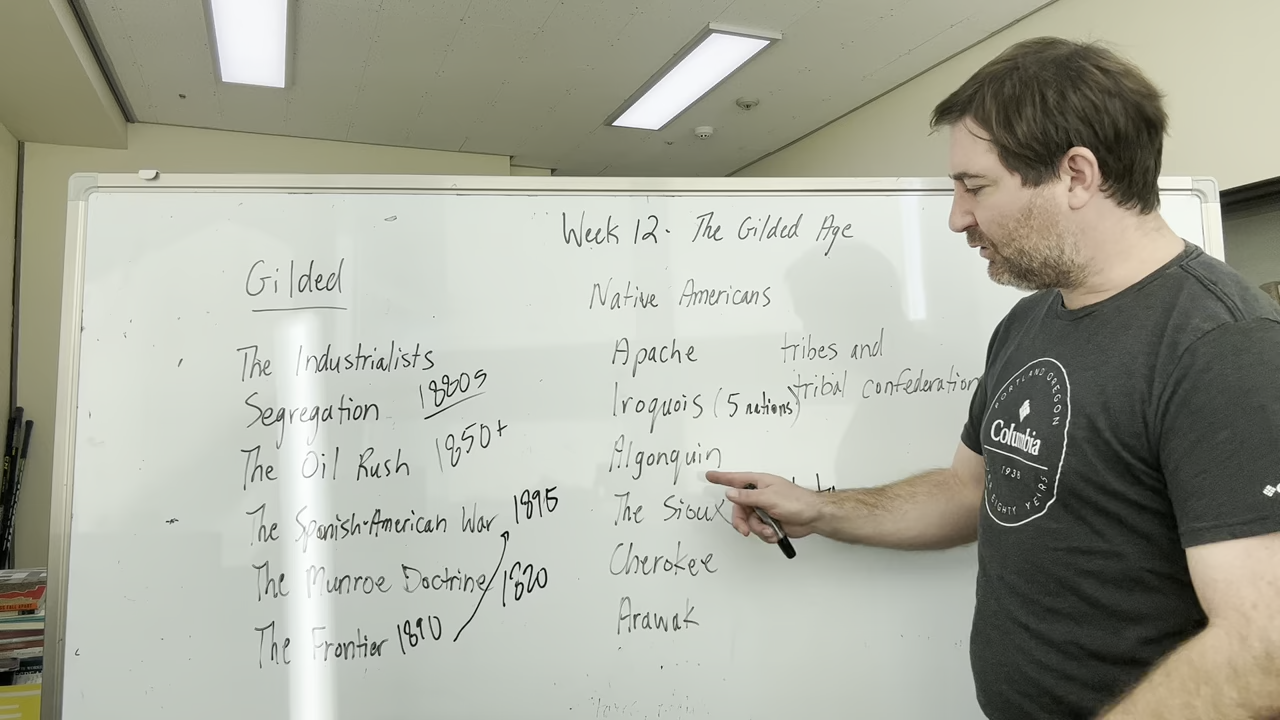 Week 12. The Gilded Age
Gilded
The Industrialists
Segregation 1880s
The Oil Rush 1850+
The Spanish-American War 1895
The Munroe Doctrine 1820
The Frontier 1890
Native Americans
Apache
Iroquois (5 nations)
Algonquin
The Sioux
Cherokee
Arawak
tribes and
tribal confederation
PORTLAND OREGON
Columbia
1938
EIGHTY YEARS